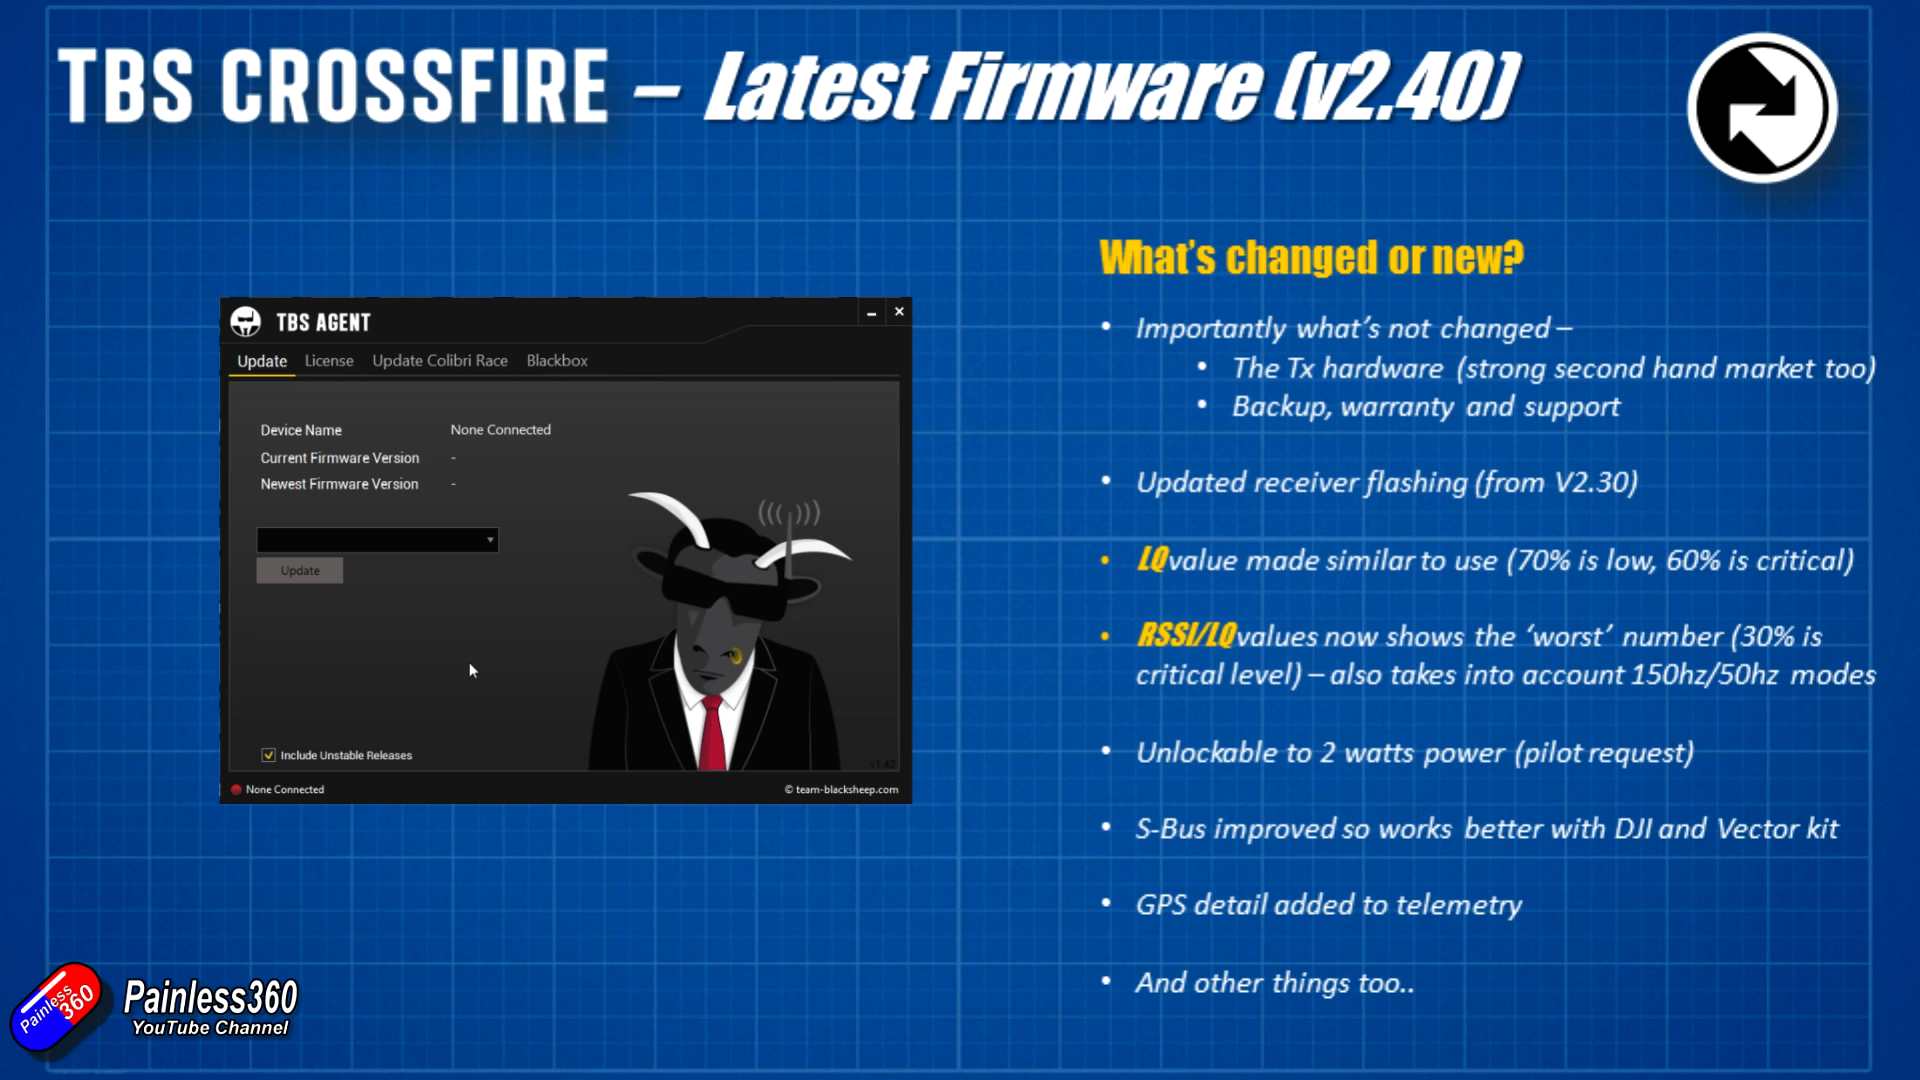 TBS CROSSFIRE – Latest Firmware (v2.40)
What's changed or new?
• Importantly what's not changed –
• The Tx hardware (strong second hand market too)
• Backup, warranty and support
• Updated receiver flashing (from V2.30)
• LQ value made similar to use (70% is low, 60% is critical)
• RSSI/LQ values now shows the ‘worst’ number (30% is
critical level) – also takes into account 150hz/50hz modes
• Unlockable to 2 watts power (pilot request)
• S-Bus improved so works better with DJI and Vector kit
• GPS detail added to telemetry
• And other things too..
TBS AGENT
Update License Update Colibri Race Blackbox
Device Name None Connected
Current Firmware Version -
Newest Firmware Version -
Update
Include Unstable Releases
v1.42
None Connected © team-blacksheep.com
Painless
360
Painless360
YouTube Channel